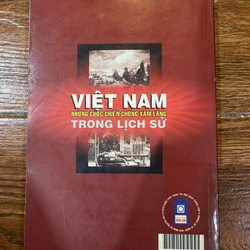 VIỆT NAM
NHỮNG CUỘC CHIẾN CHỐNG XÂM LĂNG
TRONG LỊCH SỬ